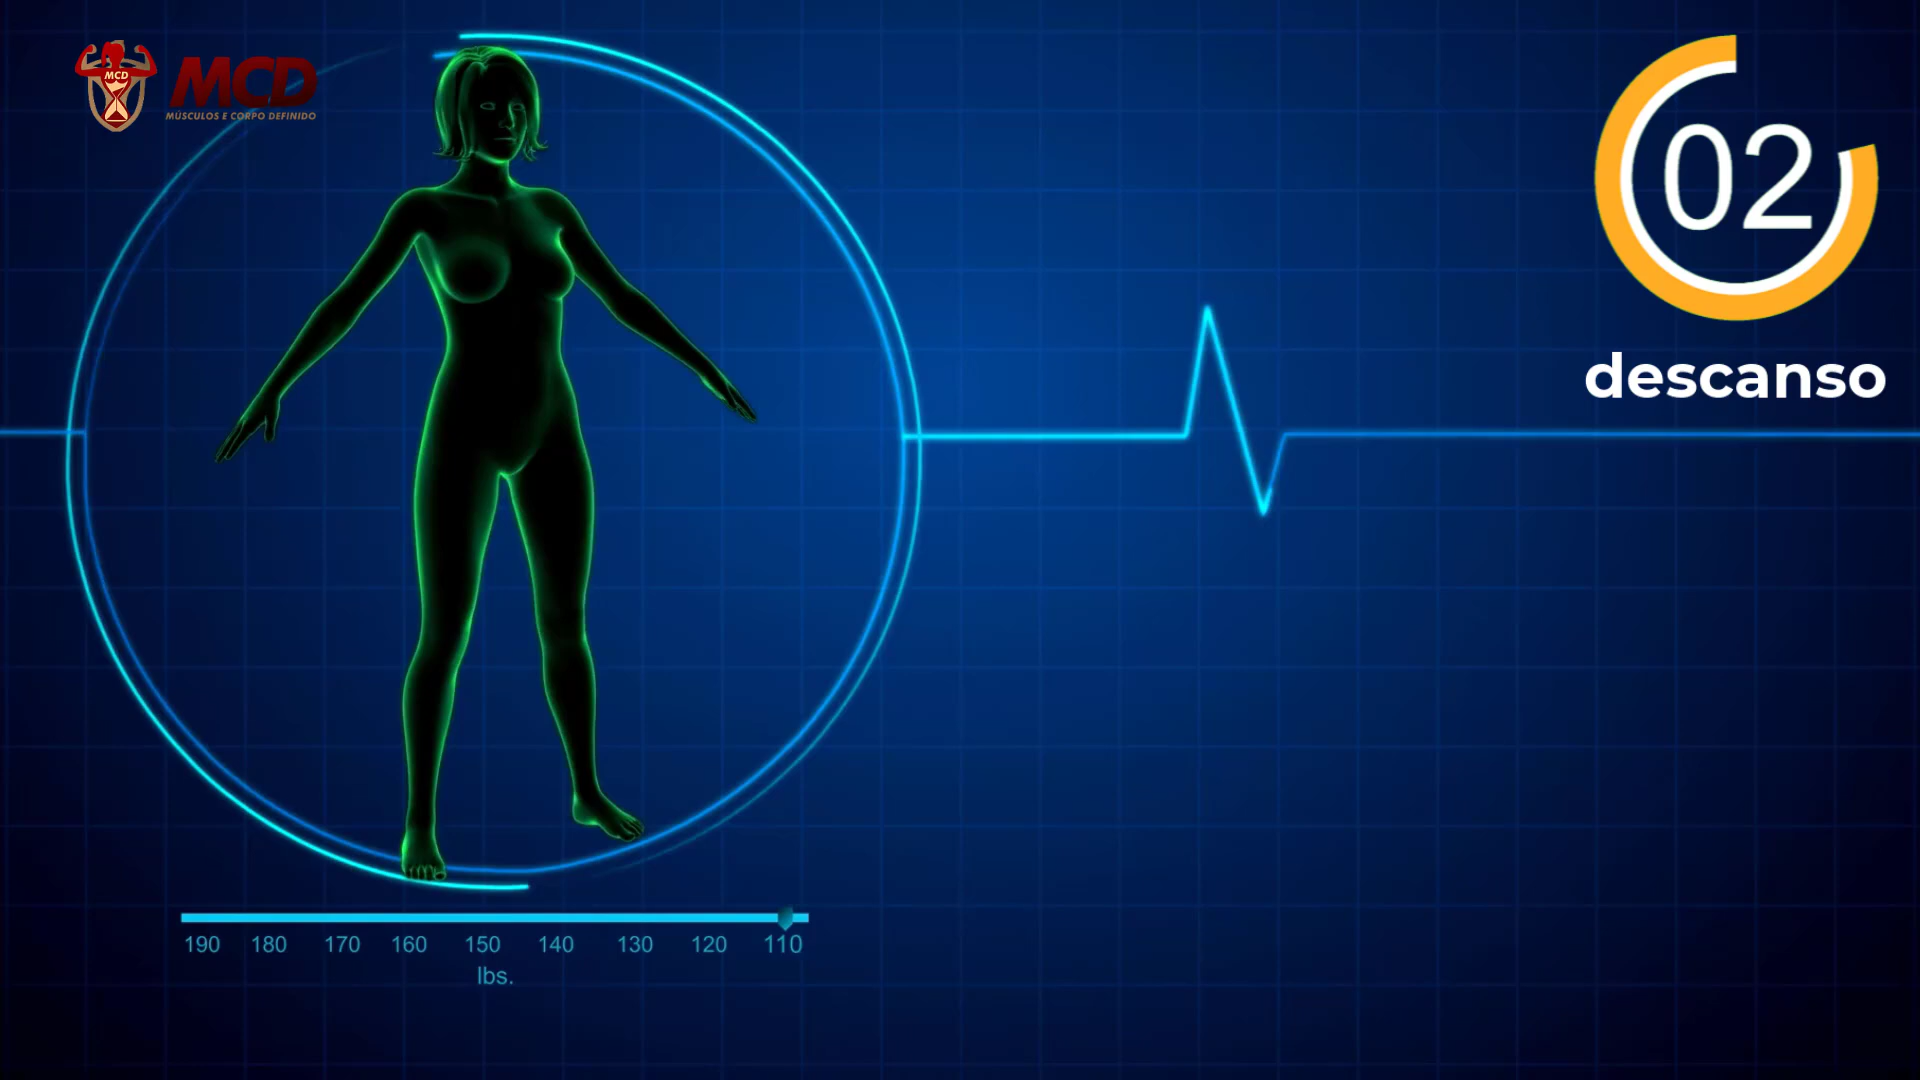 MCD
MCD
MÚSCULOS E CORPO DEFINIDO
02
descanso
190 180 170 160 150 140 130 120 110
lbs.